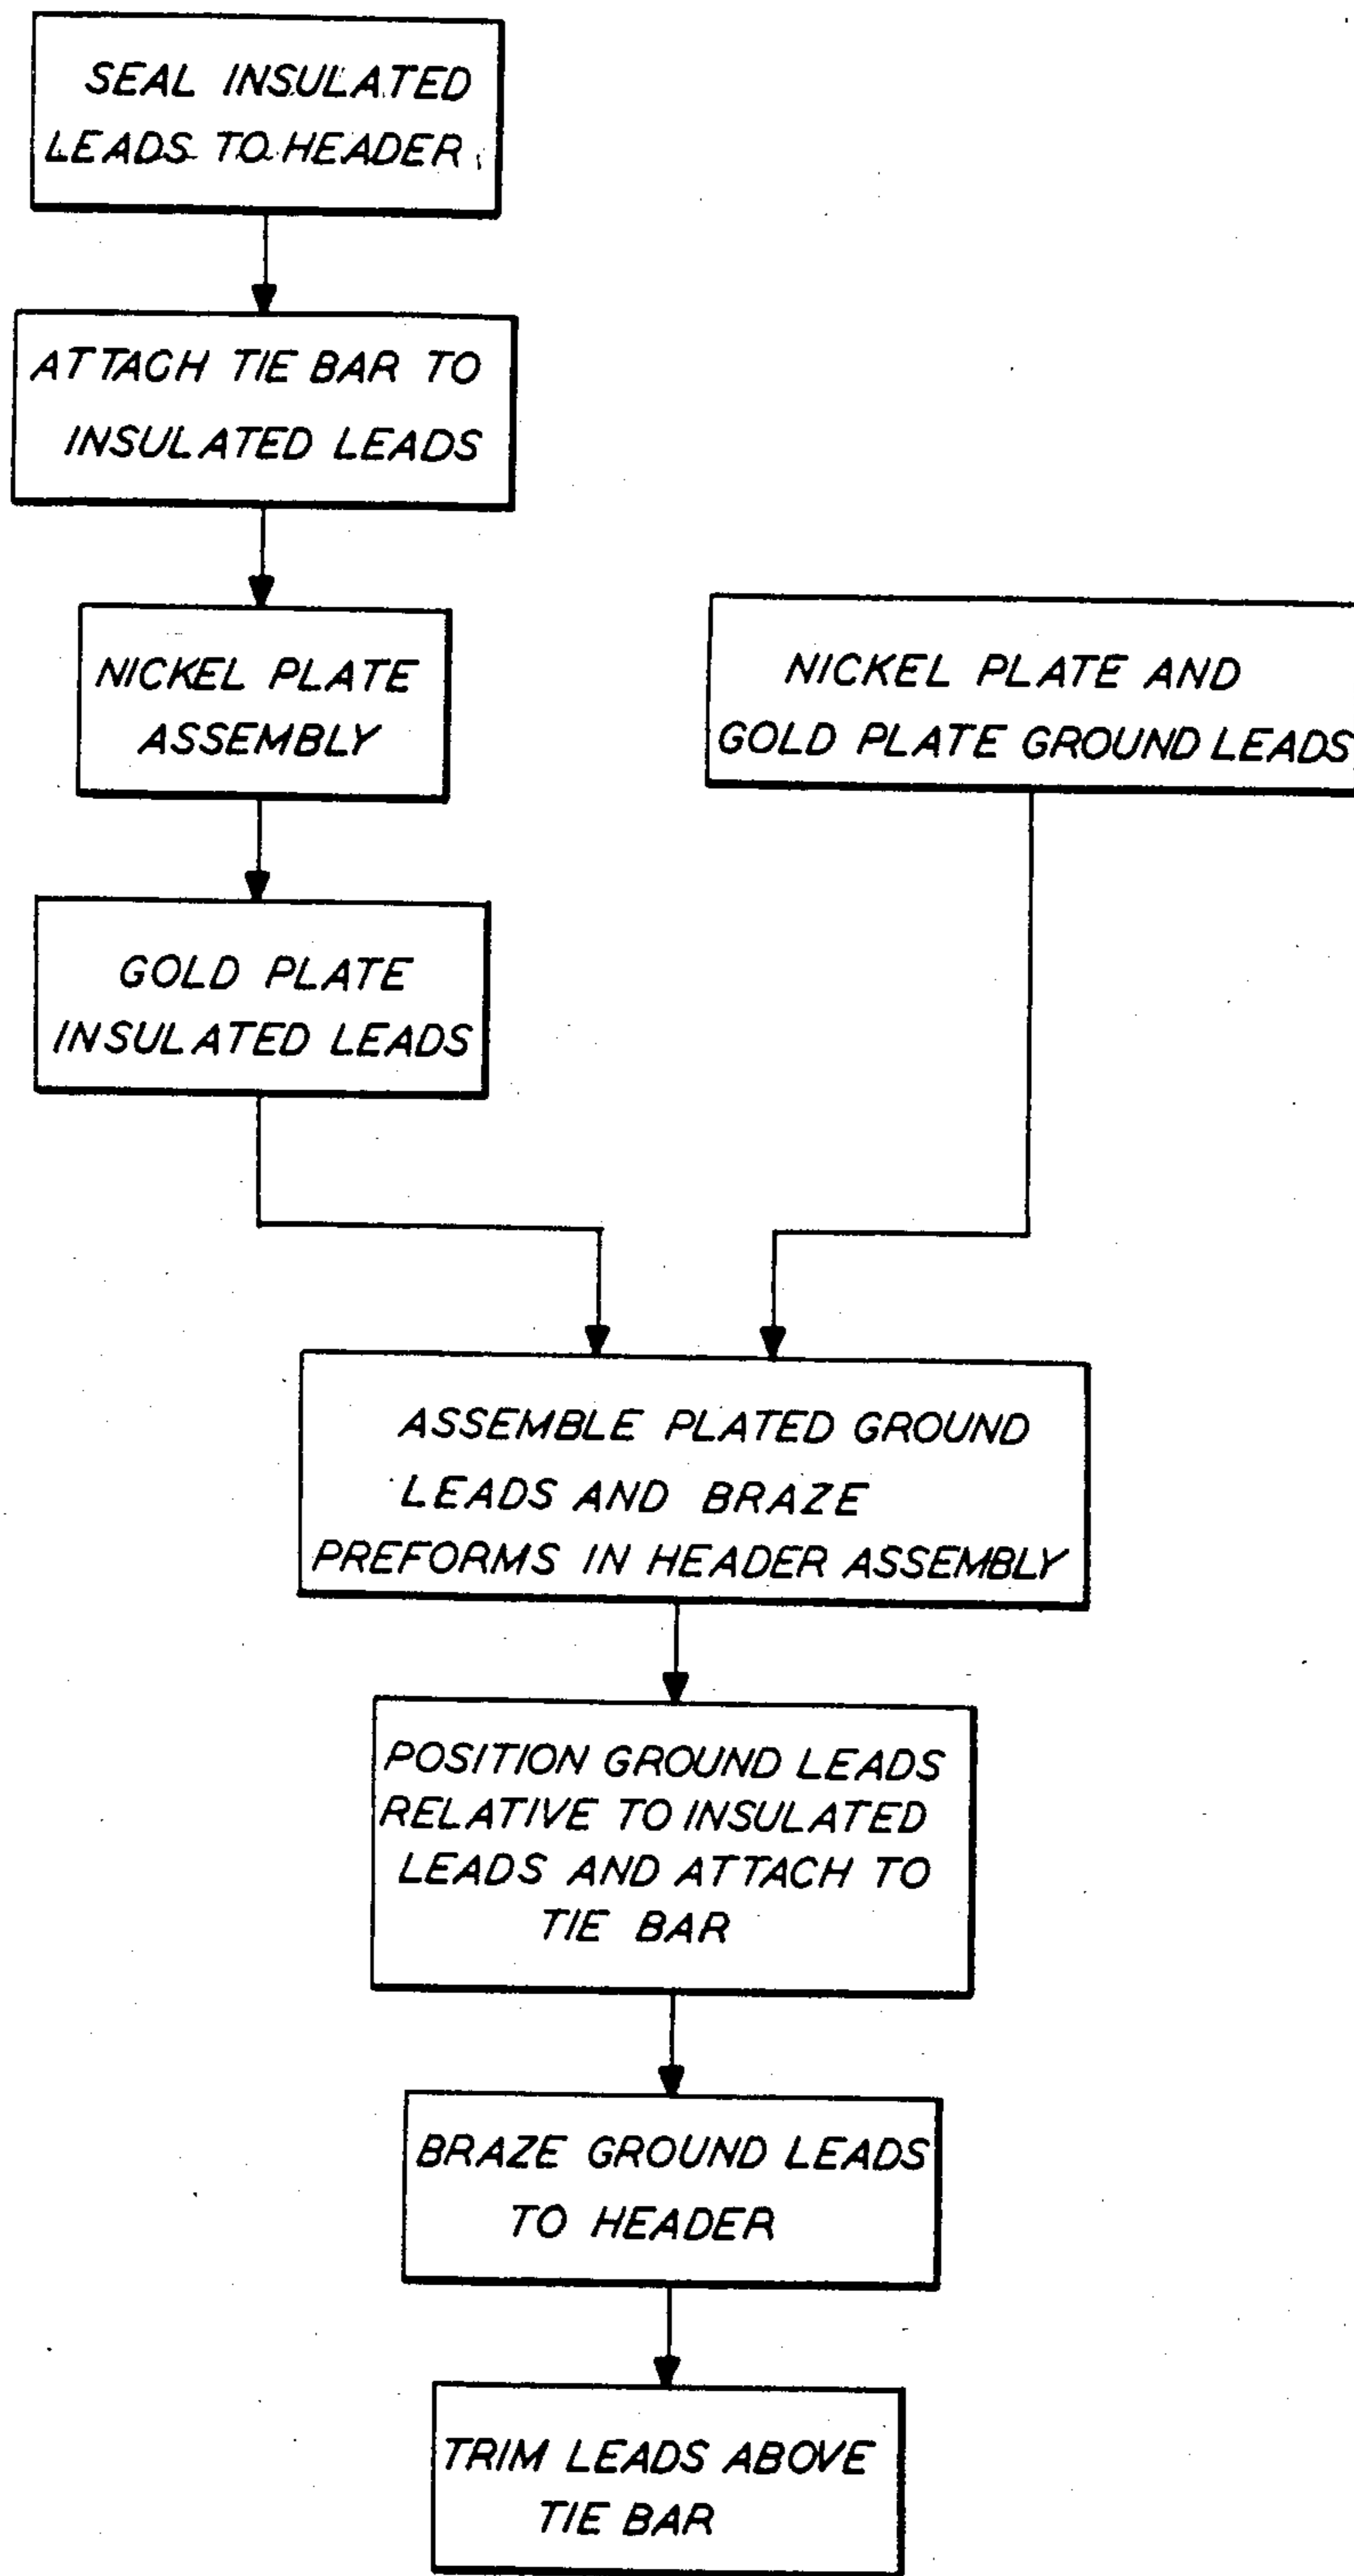 SEAL INSULATED
LEADS TO HEADER
ATTACH TIE BAR TO
INSULATED LEADS
NICKEL PLATE
ASSEMBLY
NICKEL PLATE AND
GOLD PLATE GROUND LEADS
GOLD PLATE
INSULATED LEADS
ASSEMBLE PLATED GROUND
LEADS AND BRAZE
PREFORMS IN HEADER ASSEMBLY
POSITION GROUND LEADS
RELATIVE TO INSULATED
LEADS AND ATTACH TO
TIE BAR
BRAZE GROUND LEADS
TO HEADER
TRIM LEADS ABOVE
TIE BAR